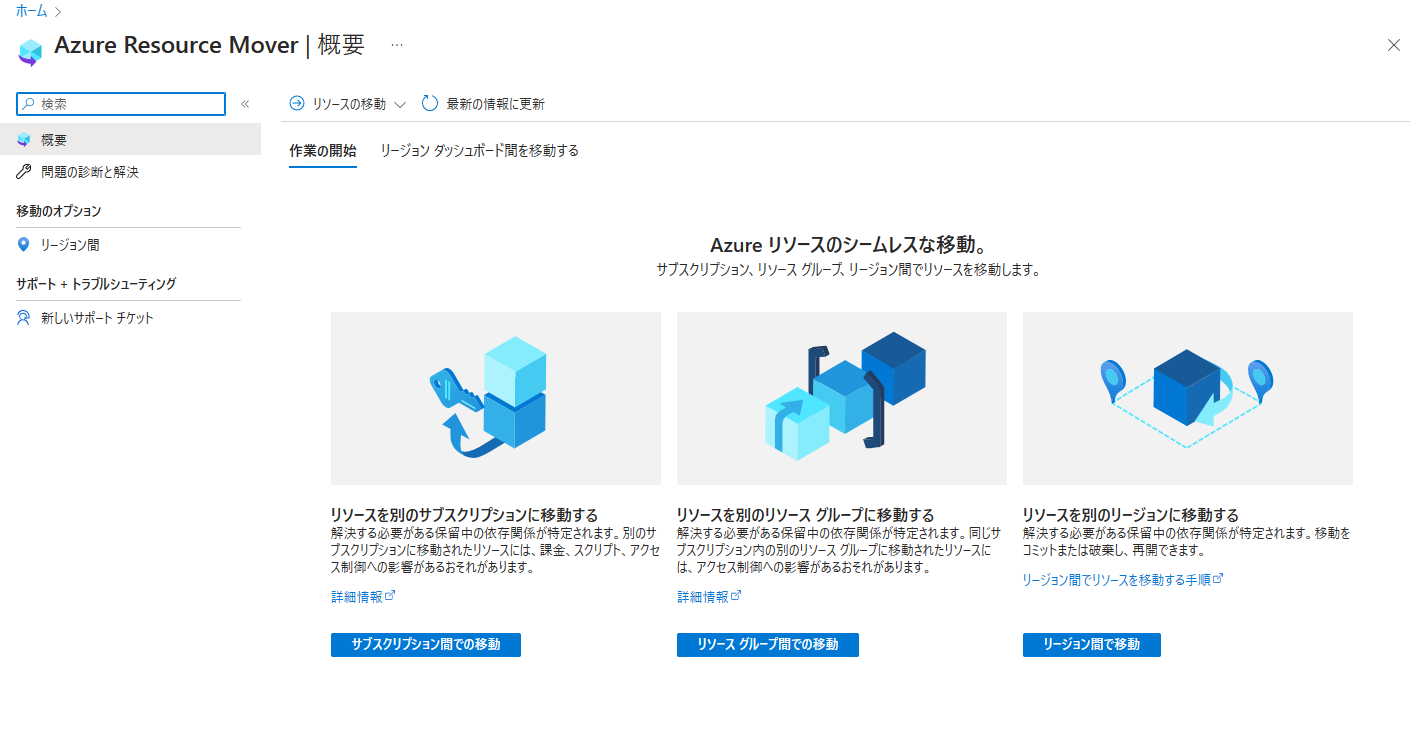 ホーム
Azure Resource Mover | 概要
検索
概要
問題の診断と解決
移動のオプション
リージョン間
サポート + トラブルシューティング
新しいサポート チケット
リソースの移動
最新の情報に更新
作業の開始
リージョン ダッシュボード間を移動する
Azure リソースのシームレスな移動。
サブスクリプション、リソース グループ、リージョン間でリソースを移動します。
リソースを別のサブスクリプションに移動する
解決する必要がある保留中の依存関係が特定されます。別のサ
ブスクリプションに移動されたリソースには、課金、スクリプト、アクセ
ス制御への影響があるおそれがあります。
詳細情報
サブスクリプション間での移動
リソースを別のリソース グループに移動する
解決する必要がある保留中の依存関係が特定されます。同じサ
ブスクリプション内の別のリソース グループに移動されたリソースに
は、アクセス制御への影響があるおそれがあります。
詳細情報
リソース グループ間での移動
リソースを別のリージョンに移動する
解決する必要がある保留中の依存関係が特定されます。移動を
コミットまたは破棄し、再開できます。
リージョン間でリソースを移動する手順
リージョン間で移動